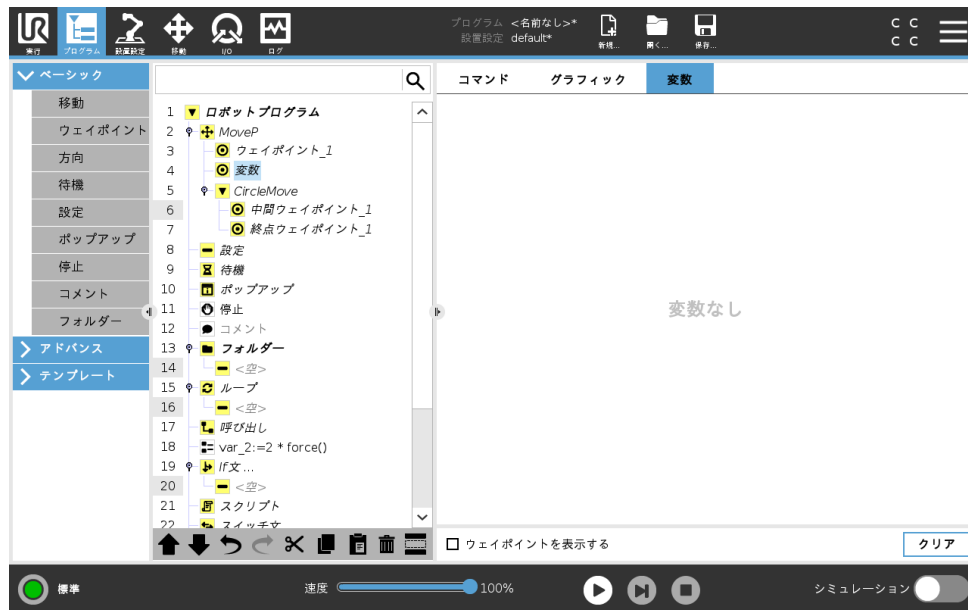 UR
実行
プログラム
設置設定
移動
I/O
ログ
プログラム <名前なし>*
設置設定 default*
新規...
開く...
保存...
C C
C C
ベーシック
移動
ウェイポイント
方向
待機
設定
ポップアップ
停止
コメント
フォルダー
アドバンス
テンプレート
コマンド グラフィック 変数
1 ロボットプログラム
2 MoveP
3 ウェイポイント_1
4 変数
5 CircleMove
6 中間ウェイポイント_1
7 終点ウェイポイント_1
8 設定
9 待機
10 ポップアップ
11 停止
12 コメント
13 フォルダー
14 <空>
15 ループ
16 <空>
17 呼び出し
18 var_2:=2 * force()
19 If文...
20 <空>
21 スクリプト
22 スイッチ文
変数なし
ウェイポイントを表示する
クリア
標準
速度 100%
シミュレーション